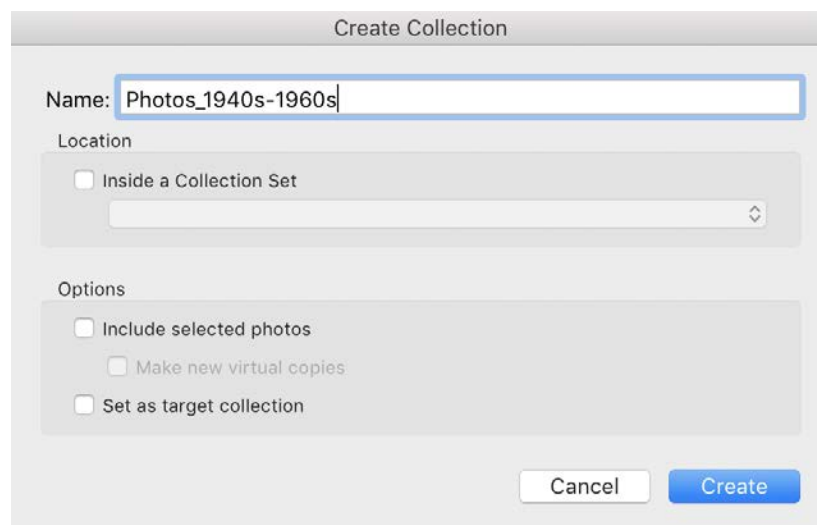 Create Collection
Name: Photos_1940s-1960s
Location
Inside a Collection Set
Options
Include selected photos
Make new virtual copies
Set as target collection
Cancel Create